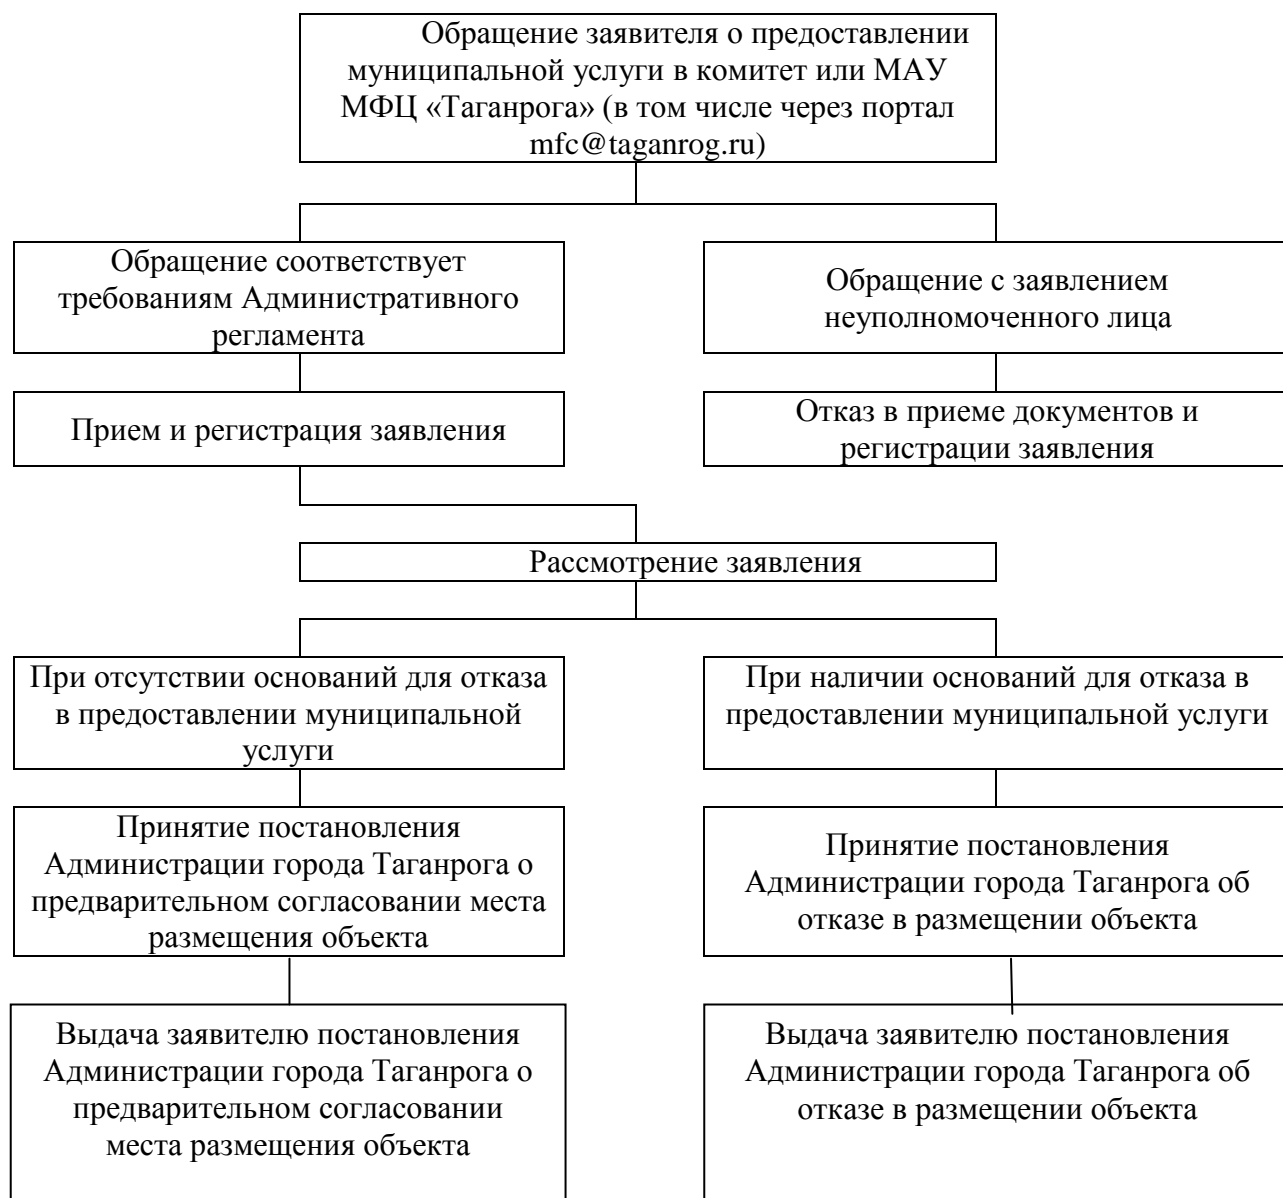 Обращение заявителя о предоставлении
муниципальной услуги в комитет или МАУ
МФЦ «Таганрога» (в том числе через портал
mfc@taganrog.ru)
Обращение соответствует
требованиям Административного
регламента
Обращение с заявлением
неуполномоченного лица
Прием и регистрация заявления
Отказ в приеме документов и
регистрации заявления
Рассмотрение заявления
При отсутствии оснований для отказа
в предоставлении муниципальной
услуги
При наличии оснований для отказа в
предоставлении муниципальной услуги
Принятие постановления
Администрации города Таганрога о
предварительном согласовании места
размещения объекта
Принятие постановления
Администрации города Таганрога об
отказе в размещении объекта
Выдача заявителю постановления
Администрации города Таганрога о
предварительном согласовании
места размещения объекта
Выдача заявителю постановления
Администрации города Таганрога об
отказе в размещении объекта